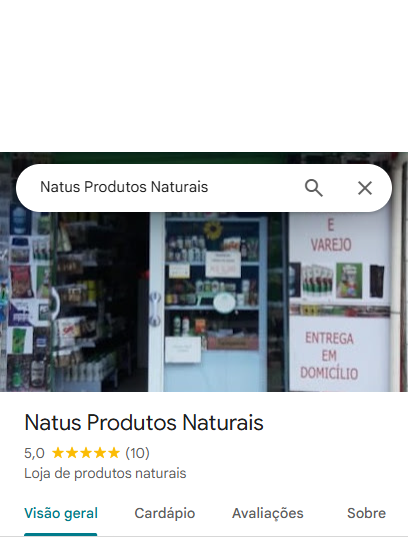 Natus Produtos Naturais
E
VAREJO
ENTREGA
EM
DOMICÍLIO
Natus Produtos Naturais
5,0 ★★★★★ (10)
Loja de produtos naturais
Visão geral Cardápio Avaliações Sobre